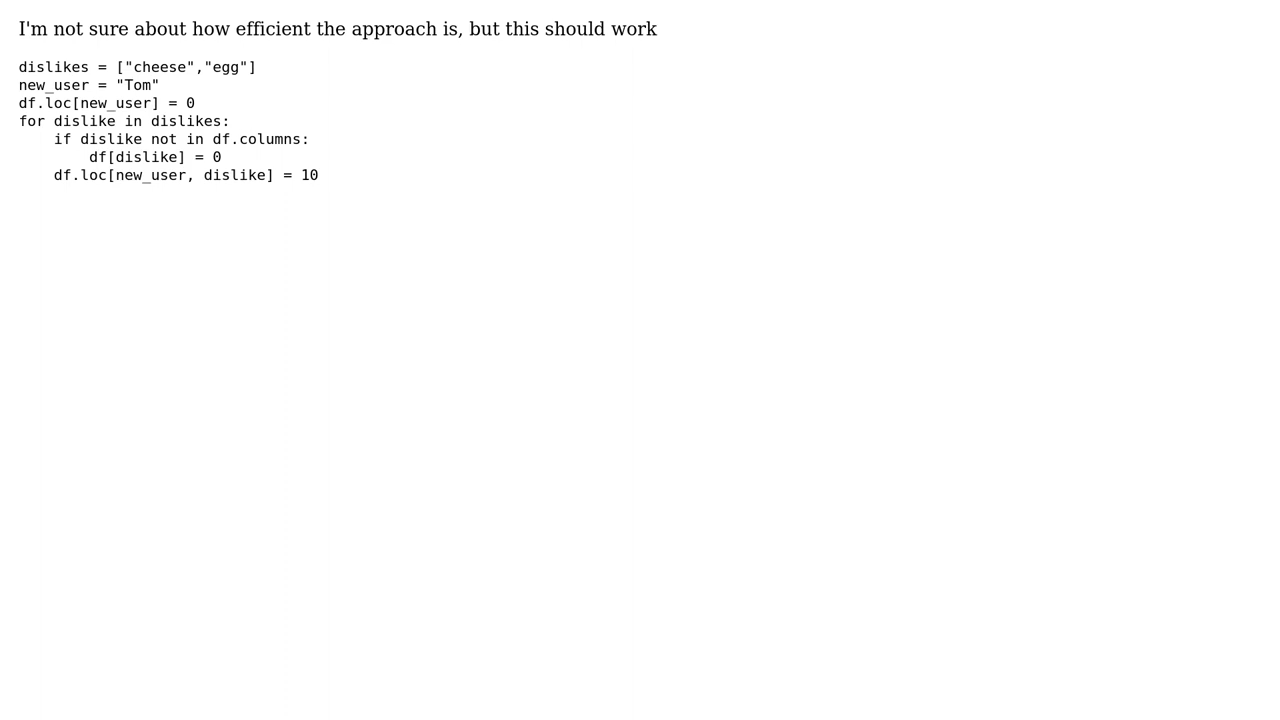 I'm not sure about how efficient the approach is, but this should work
dislikes = ["cheese","egg"]
new_user = "Tom"
df.loc[new_user] = 0
for dislike in dislikes:
    if dislike not in df.columns:
        df[dislike] = 0
    df.loc[new_user, dislike] = 10